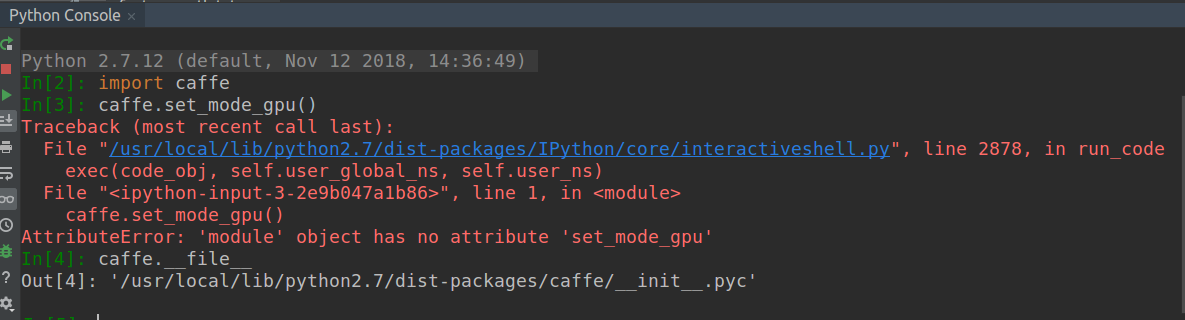 Python Console ×
Python 2.7.12 (default, Nov 12 2018, 14:36:49)
In[2]: import caffe
In[3]: caffe.set_mode_gpu()
Traceback (most recent call last):
  File "/usr/local/lib/python2.7/dist-packages/IPython/core/interactiveshell.py", line 2878, in run_code
    exec(code_obj, self.user_global_ns, self.user_ns)
  File "<ipython-input-3-2e9b047a1b86>", line 1, in <module>
    caffe.set_mode_gpu()
AttributeError: 'module' object has no attribute 'set_mode_gpu'
In[4]: caffe.__file__
Out[4]: '/usr/local/lib/python2.7/dist-packages/caffe/__init__.pyc'